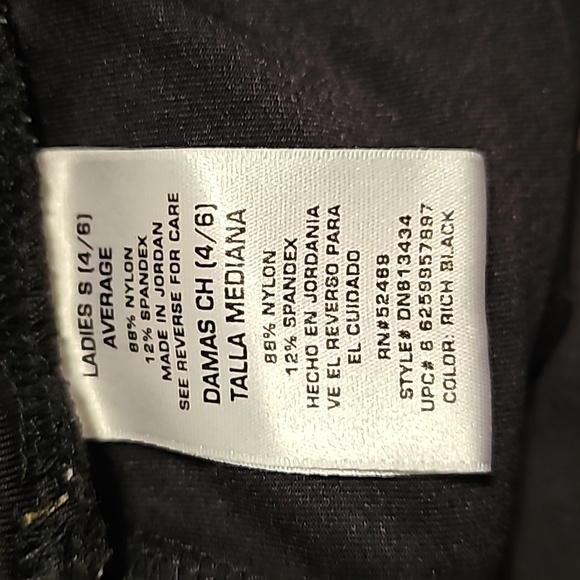 LADIES S (4/6)
AVERAGE
88% NYLON
12% SPANDEX
MADE IN JORDAN
SEE REVERSE FOR CARE
DAMAS CH (4/6)
TALLA MEDIANA
88% NYLON
12% SPANDEX
HECHO EN JORDANIA
VE EL REVERSO PARA
EL CUIDADO
RN#52469
STYLE# DN813434
UPC# 8 6259957897
COLOR: RICH BLACK